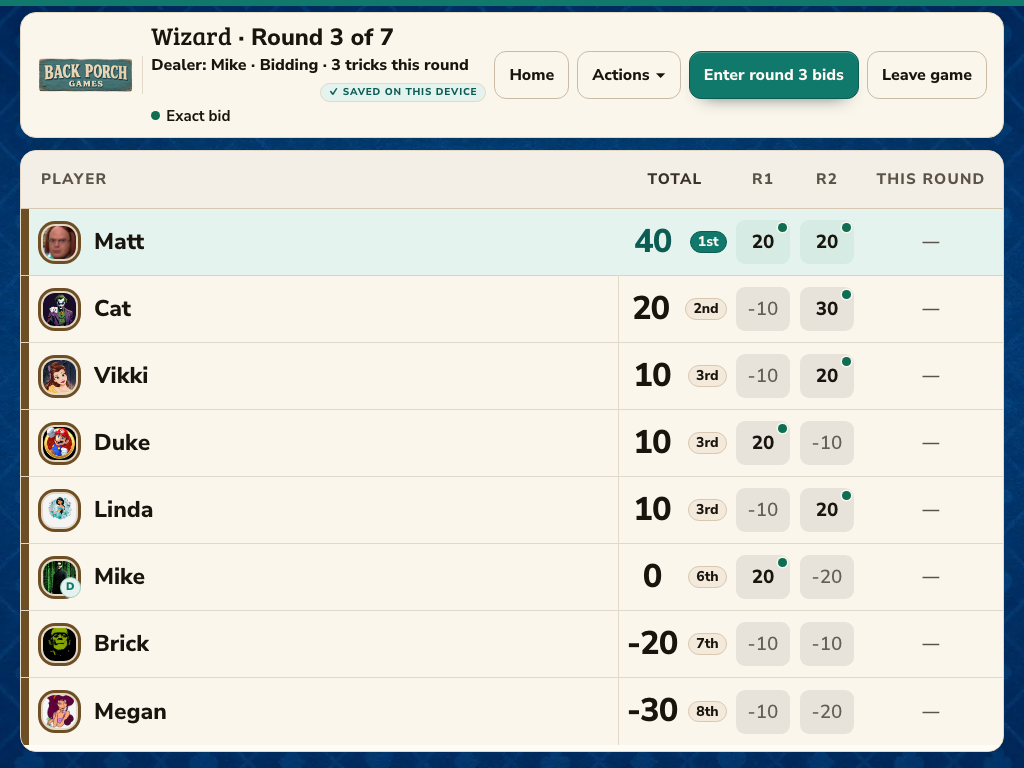 BACK PORCH
GAMES
Wizard · Round 3 of 7
Dealer: Mike · Bidding · 3 tricks this round
✓ SAVED ON THIS DEVICE
Exact bid
Home
Actions
Enter round 3 bids
Leave game
PLAYER TOTAL R1 R2 THIS ROUND
Matt 40 1st 20 20 —
Cat 20 2nd -10 30 —
Vikki 10 3rd -10 20 —
Duke 10 3rd 20 -10 —
Linda 10 3rd -10 20 —
D
Mike 0 6th 20 -20 —
Brick -20 7th -10 -10 —
Megan -30 8th -10 -20 —